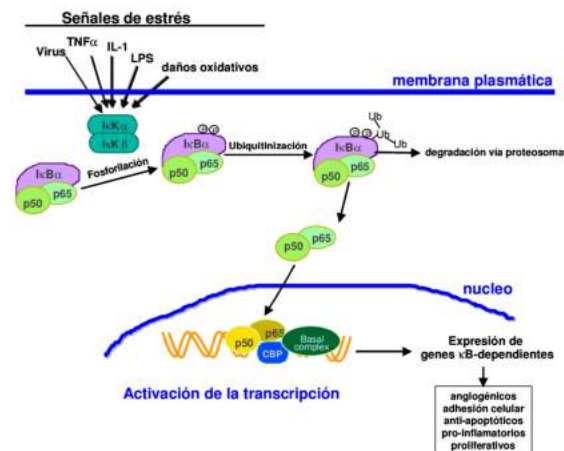 Señales de estrés
Virus
TNFα
IL-1
LPS
daños oxidativos
membrana plasmática
IκKα
IκKβ
IκBα
p50
p65
Fosforilación
P P
IκBα
p50
p65
Ubiquitinización
P P
Ub
Ub
Ub
IκBα
p50
p65
degradación vía proteosoma
p50
p65
nucleo
p50
p65
CBP
Basal
complex
Expresión de
genes κB-dependientes
Activación de la transcripción
angiogénicos
adhesión celular
anti-apoptóticos
pro-inflamatorios
proliferativos